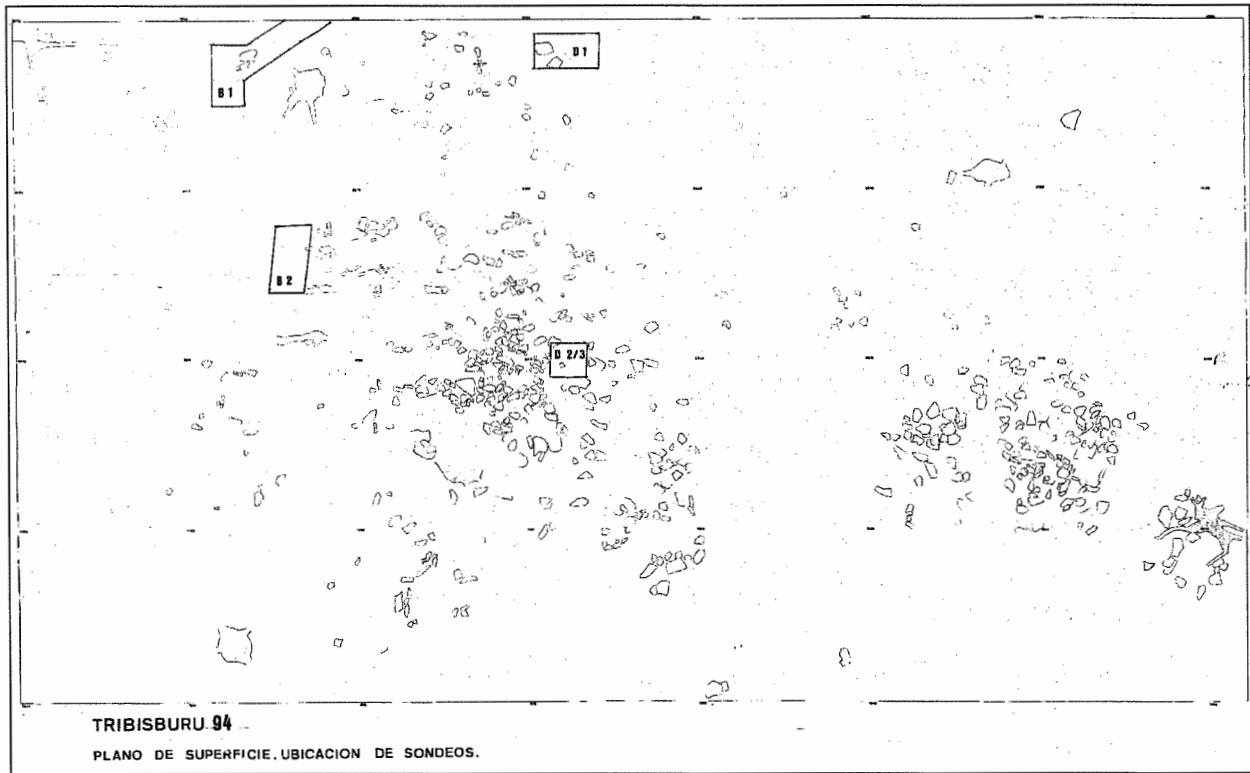 D 1
B 1
B 2
D 2/3
TRIBISBURU 94
PLANO DE SUPERFICIE. UBICACION DE SONDEOS.